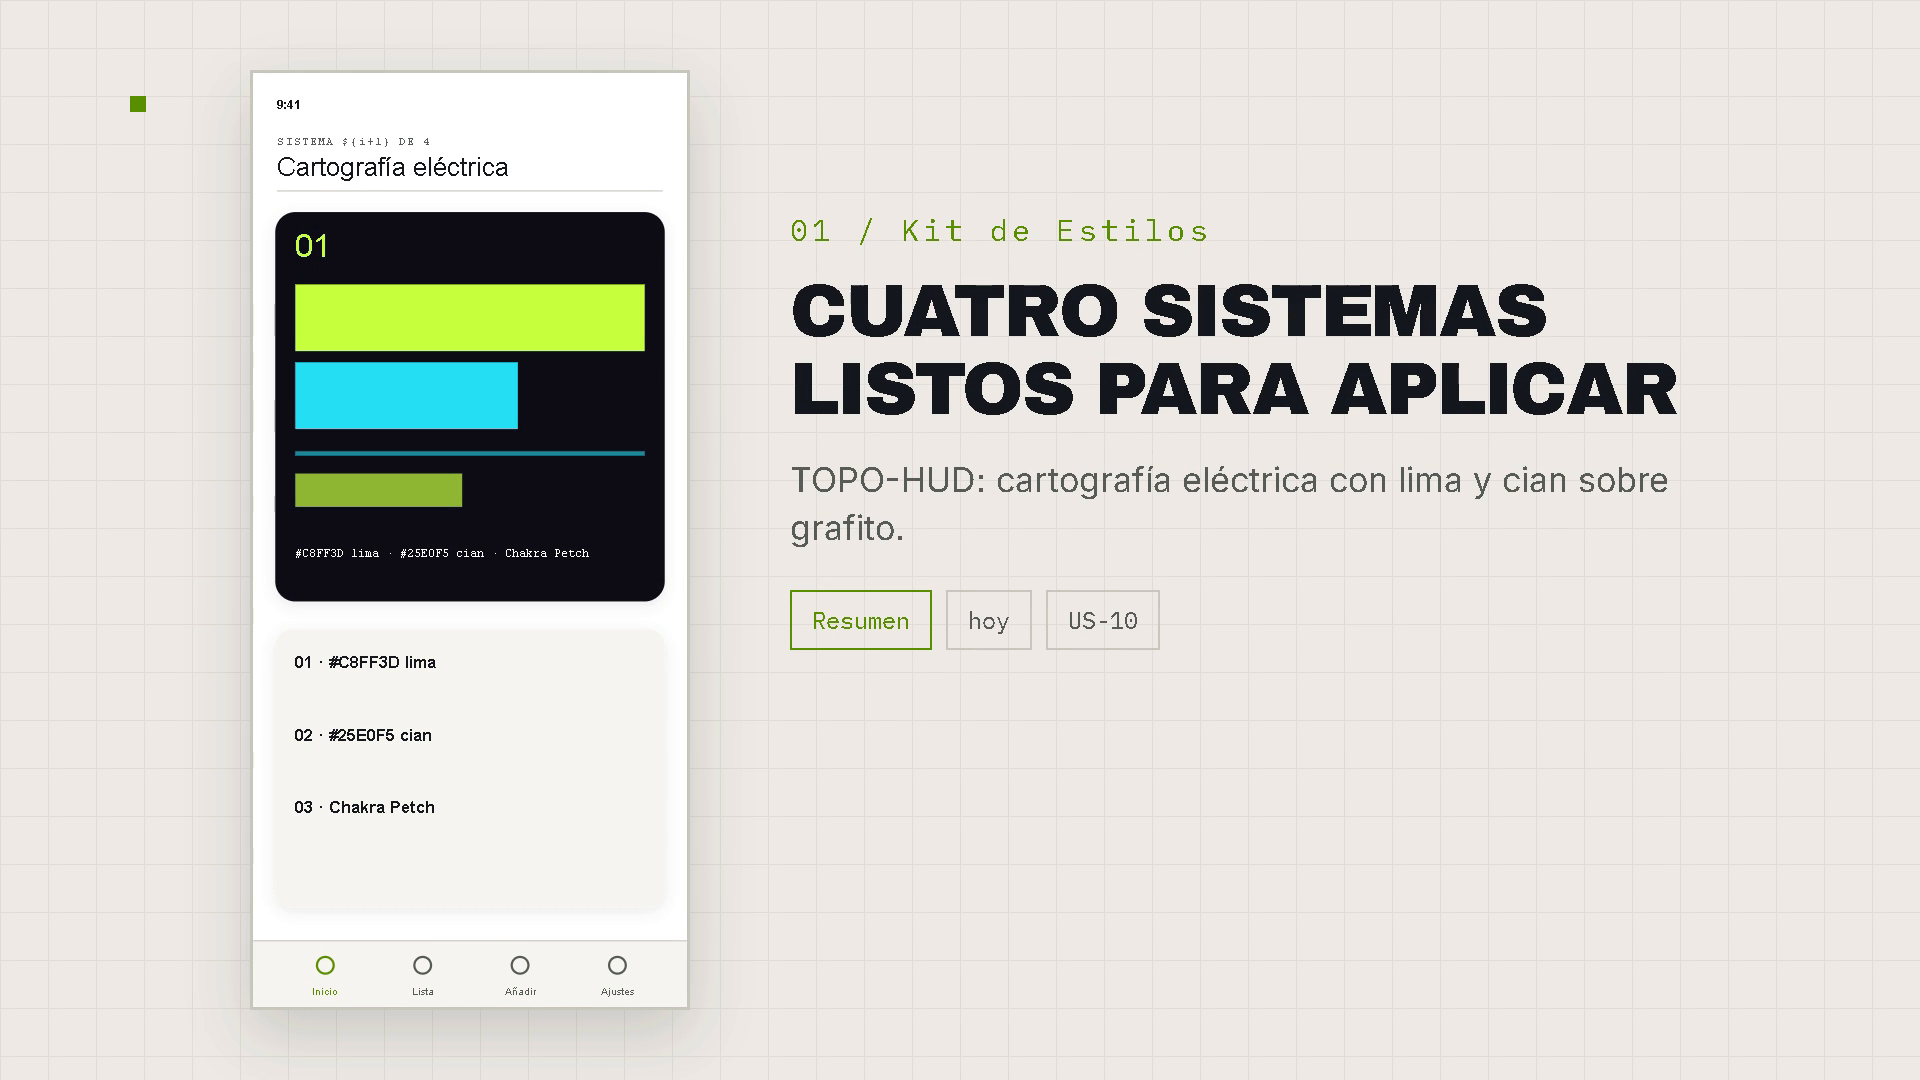 9:41
SISTEMA ${i+1} DE 4
Cartografía eléctrica
01
#C8FF3D lima · #25E0F5 cian · Chakra Petch
01 · #C8FF3D lima
02 · #25E0F5 cian
03 · Chakra Petch
Inicio Lista Añadir Ajustes
01 / Kit de Estilos
CUATRO SISTEMAS
LISTOS PARA APLICAR
TOPO-HUD: cartografía eléctrica con lima y cian sobre
grafito.
Resumen hoy US-10